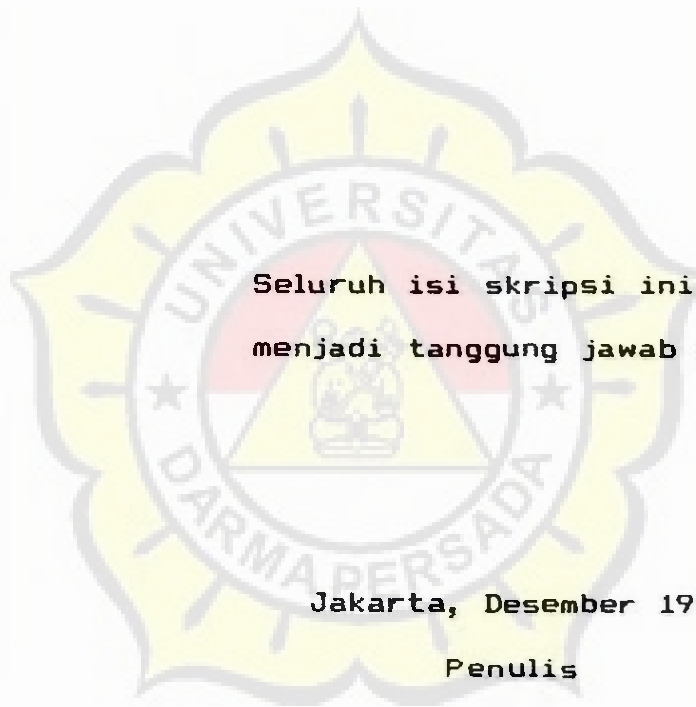 UNIVERSITAS
Seluruh isi skripsi ini
menjadi tanggung jawab
DARMA PERSADA
Jakarta, Desember 19
Penulis